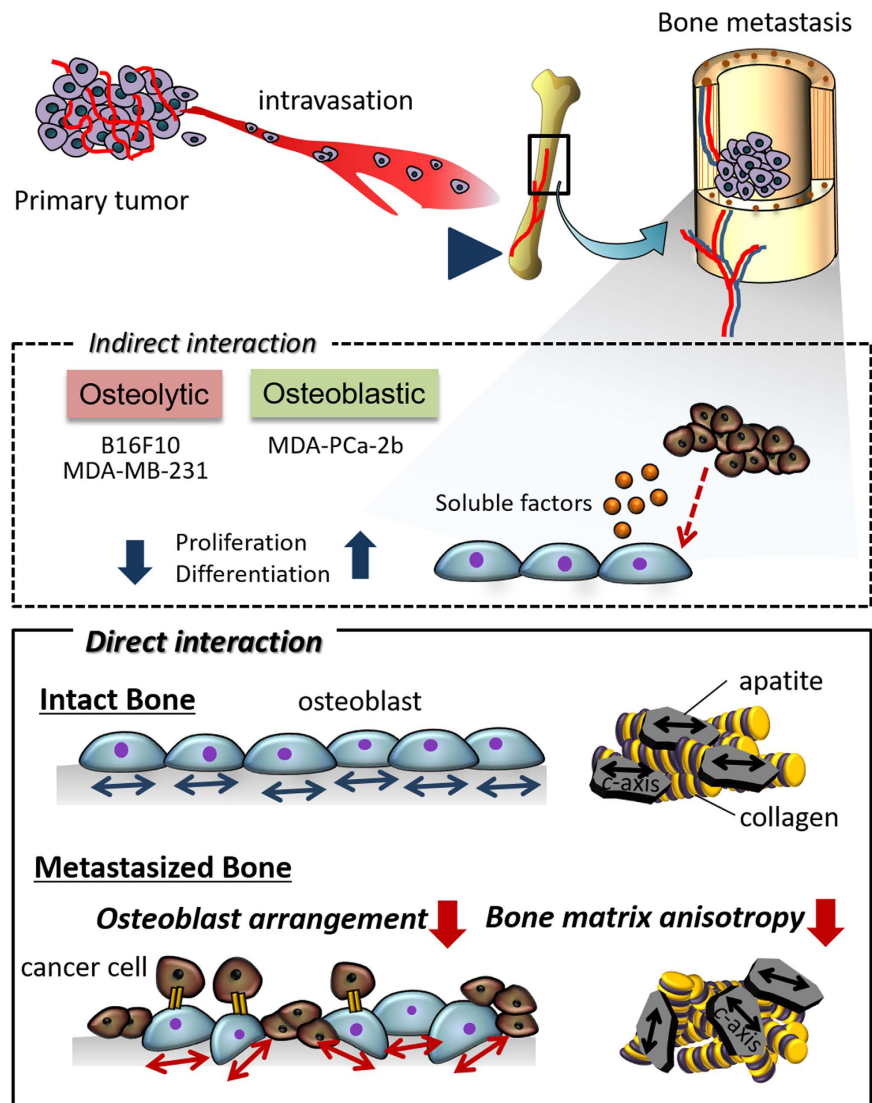 Bone metastasis
intravasation
Primary tumor
Indirect interaction
Osteolytic
Osteoblastic
B16F10
MDA-MB-231
MDA-PCa-2b
Soluble factors
Proliferation
Differentiation
Direct interaction
Intact Bone
osteoblast
apatite
c-axis
collagen
Metastasized Bone
Osteoblast arrangement
Bone matrix anisotropy
cancer cell
c-axis